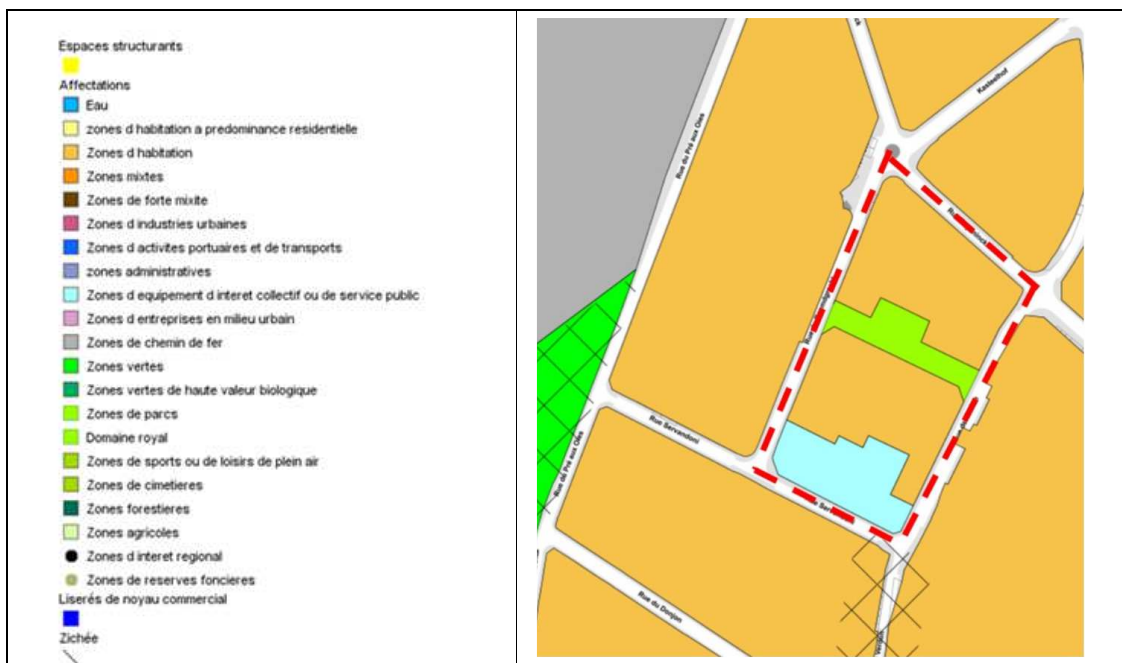 Espaces structurants
Affectations
Eau
zones d habitation a predominance residentielle
Zones d habitation
Zones mixtes
Zones de forte mixite
Zones d industries urbaines
Zones d activites portuaires et de transports
zones administratives
Zones d equipement d interet collectif ou de service public
Zones d entreprises en milieu urbain
Zones de chemin de fer
Zones vertes
Zones vertes de haute valeur biologique
Zones de parcs
Domaine royal
Zones de sports ou de loisirs de plein air
Zones de cimetieres
Zones forestieres
Zones agricoles
Zones d interet regional
Zones de reserves foncieres
Liserés de noyau commercial
Zichée
Kasteelhof
Rue du Pré aux Oies
Rue Servandoni
Rue du Pré aux Oies
Rue du Donjon